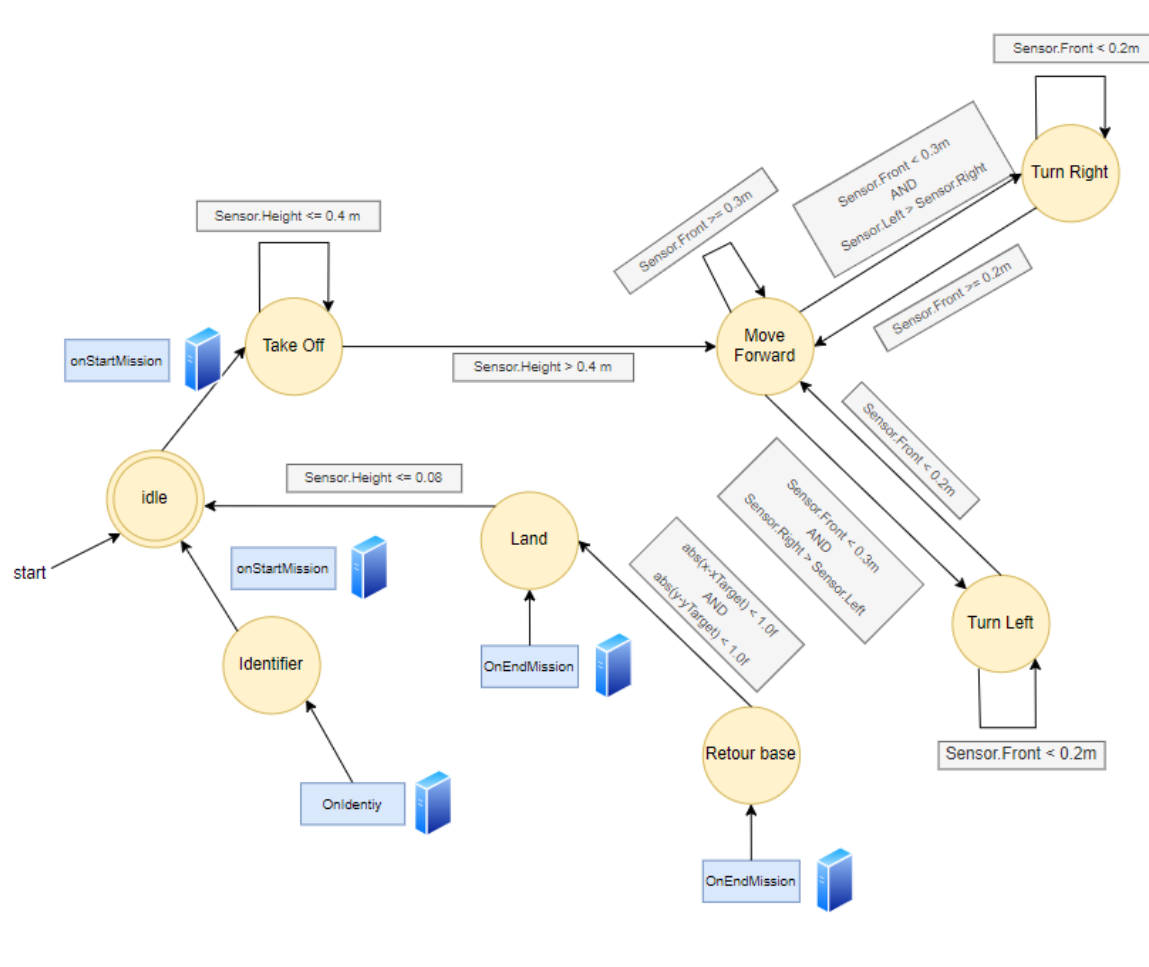 Sensor.Front < 0.2m
Turn Right
Sensor.Front < 0.3m
AND
Sensor.Left > Sensor.Right
Sensor.Front >= 0.3m
Sensor.Height <= 0.4 m
Sensor.Front >= 0.2m
Take Off
Move
Forward
onStartMission
Sensor.Height > 0.4 m
Sensor.Front < 0.2m
Sensor.Height <= 0.08
idle
Sensor.Front < 0.3m
AND
Sensor.Right > Sensor.Left
Land
start
onStartMission
abs(x-xTarget) < 1.0f
AND
abs(y-yTarget) < 1.0f
Turn Left
Identifier
OnEndMission
Retour base
Sensor.Front < 0.2m
OnIdentiy
OnEndMission